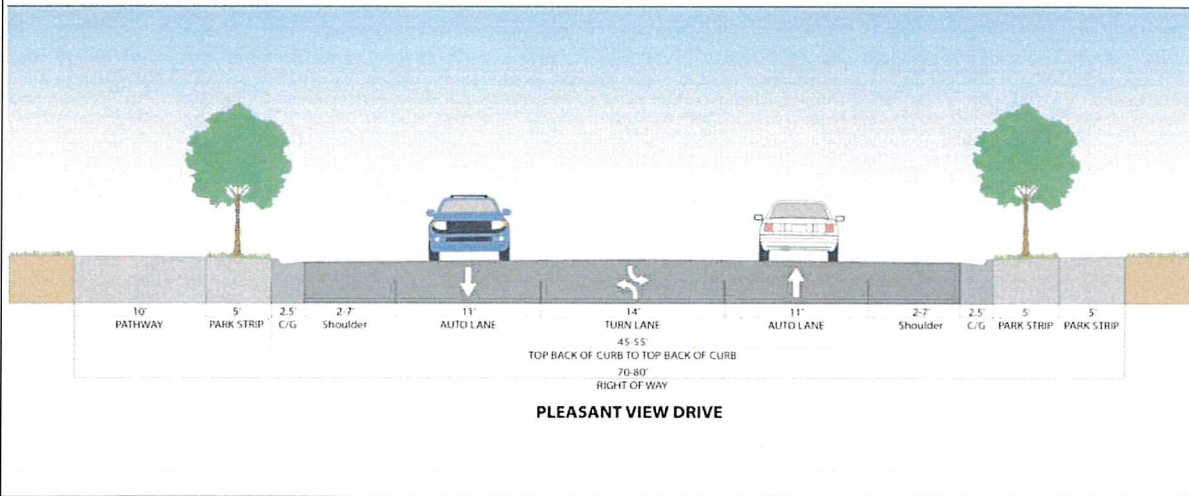 10' 5' 2.5' 2-7' 11' 14' 11' 2-7' 2.5' 5' 5'
PATHWAY PARK STRIP C/G Shoulder AUTO LANE TURN LANE AUTO LANE Shoulder C/G PARK STRIP PARK STRIP
45-55'
TOP BACK OF CURB TO TOP BACK OF CURB
70-80'
RIGHT OF WAY
PLEASANT VIEW DRIVE